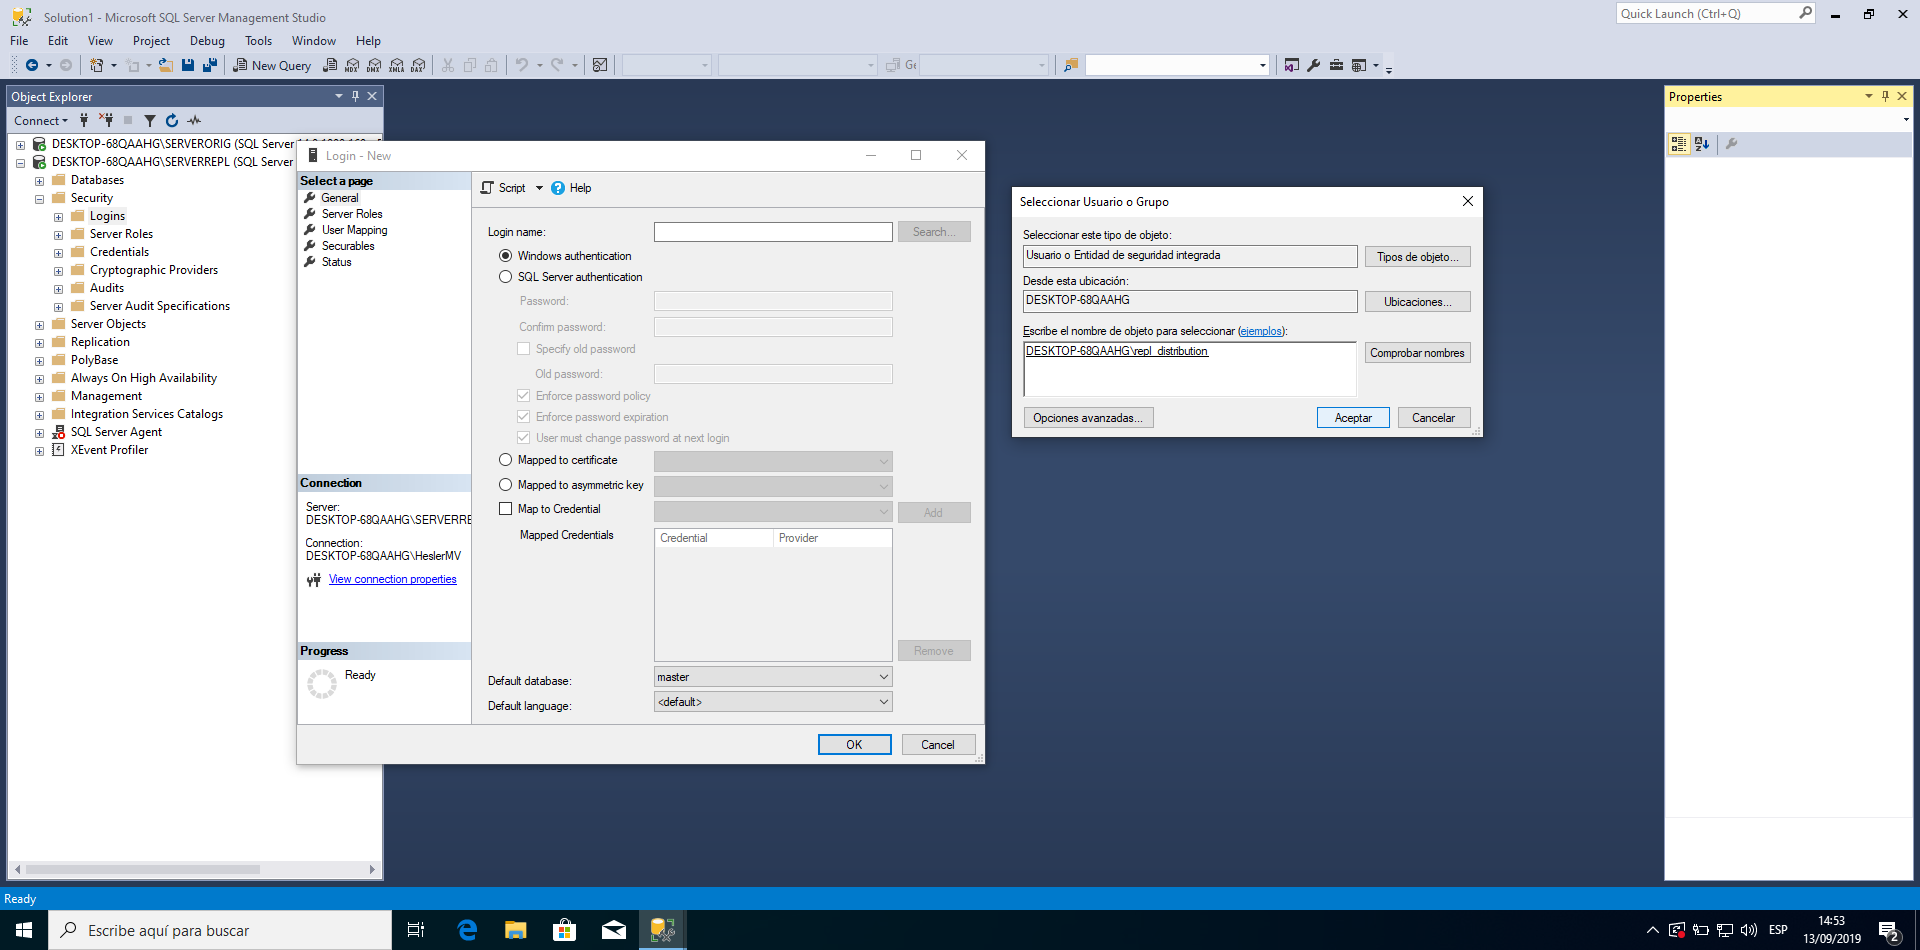 Solution1 - Microsoft SQL Server Management Studio
Quick Launch (Ctrl+Q)
File Edit View Project Debug Tools Window Help
New Query
MDX DMX XMLA DAX
Object Explorer
Connect
DESKTOP-68QAAHG\SERVERORIG (SQL Server
DESKTOP-68QAAHG\SERVERREPL (SQL Server
Databases
Security
Logins
Server Roles
Credentials
Cryptographic Providers
Audits
Server Audit Specifications
Server Objects
Replication
PolyBase
Always On High Availability
Management
Integration Services Catalogs
SQL Server Agent
XEvent Profiler
Login - New
Select a page
General
Server Roles
User Mapping
Securables
Status
Connection
Server:
DESKTOP-68QAAHG\SERVERRE
Connection:
DESKTOP-68QAAHG\HeslerMV
View connection properties
Progress
Ready
Script Help
Login name:
Search...
Windows authentication
SQL Server authentication
Password:
Confirm password:
Specify old password
Old password:
Enforce password policy
Enforce password expiration
User must change password at next login
Mapped to certificate
Mapped to asymmetric key
Map to Credential
Add
Mapped Credentials
Credential Provider
Remove
Default database:
master
Default language:
<default>
OK Cancel
Seleccionar Usuario o Grupo
Seleccionar este tipo de objeto:
Usuario o Entidad de seguridad integrada
Tipos de objeto...
Desde esta ubicación:
DESKTOP-68QAAHG
Ubicaciones...
Escribe el nombre de objeto para seleccionar (ejemplos):
DESKTOP-68QAAHG\repl_distribution
Comprobar nombres
Opciones avanzadas...
Aceptar Cancelar
Properties
Ready
Escribe aquí para buscar
ESP
14:53
13/09/2019
2